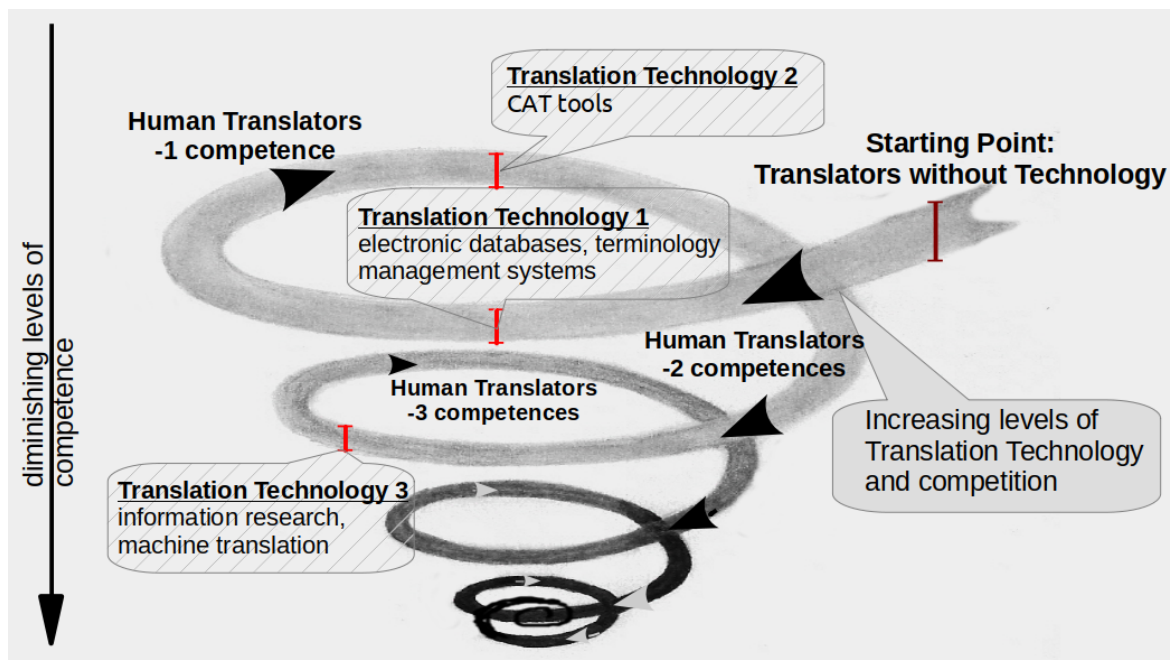 Translation Technology 2
CAT tools
Human Translators
-1 competence
Starting Point:
Translators without Technology
Translation Technology 1
electronic databases, terminology
management systems
diminishing levels of
competence
Human Translators
-2 competences
Human Translators
-3 competences
Increasing levels of
Translation Technology
and competition
Translation Technology 3
information research,
machine translation